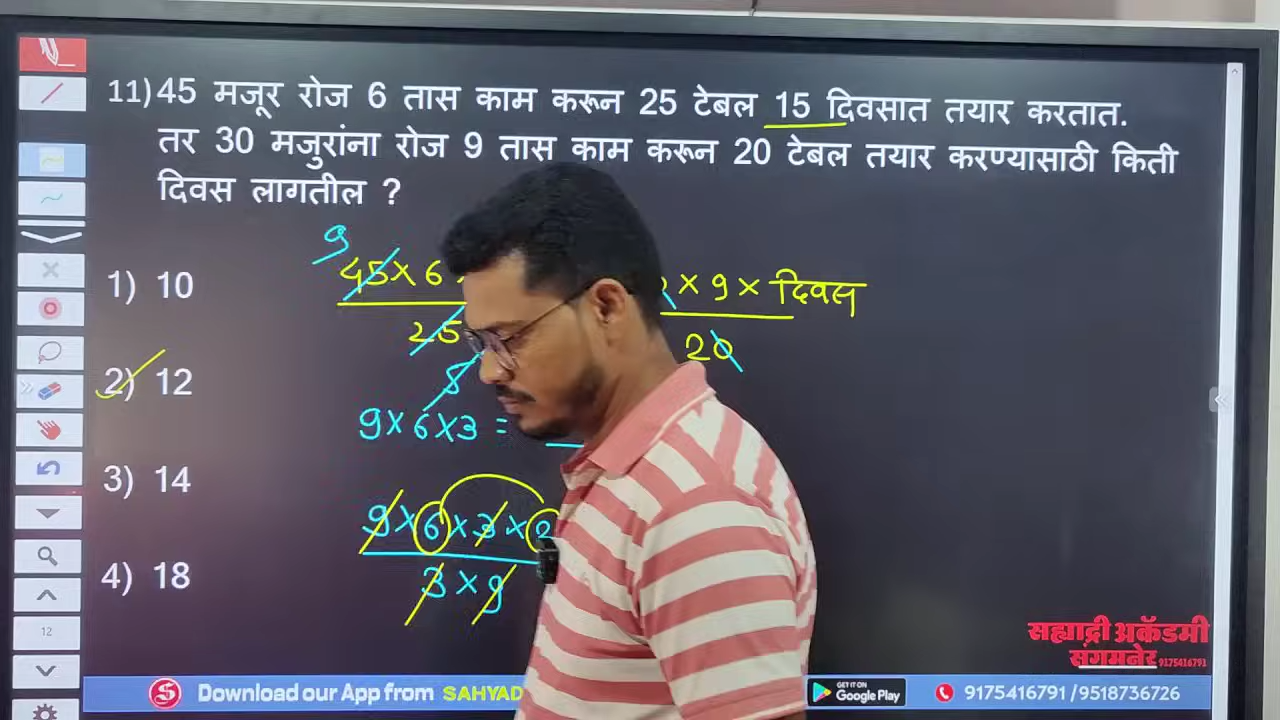 11) 45 मजूर रोज 6 तास काम करून 25 टेबल 15 दिवसात तयार करतात.
तर 30 मजुरांना रोज 9 तास काम करून 20 टेबल तयार करण्यासाठी किती
दिवस लागतील ?
9
45 × 6 × 9 × दिवस
25 20
5
1) 10
2) 12
9×6×3 =
3) 14
9×6×3×2
3×9
4) 18
12
सह्याद्री अकॅडमी
संगमनेर 9175416791
Download our App from SAHYAD GET IT ON Google Play 9175416791 /9518736726